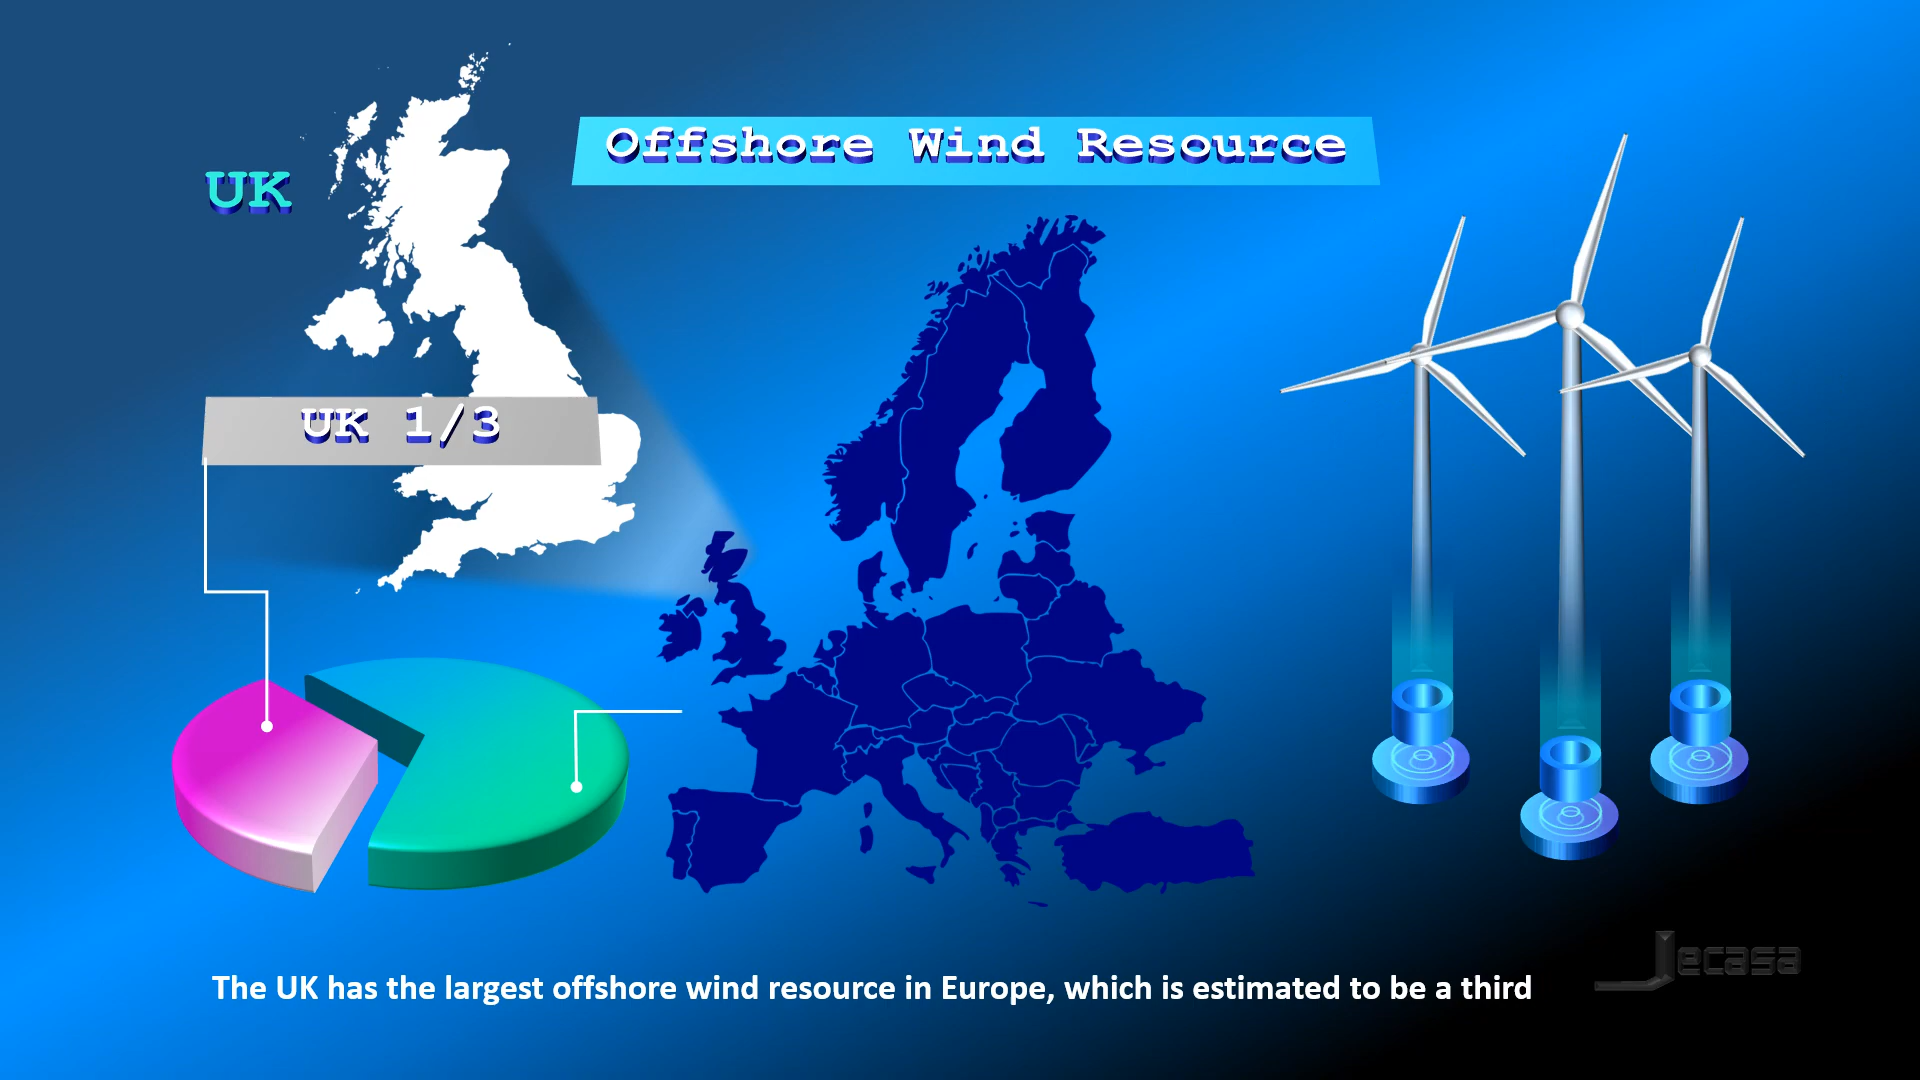 Offshore Wind Resource
UK
UK 1/3
The UK has the largest offshore wind resource in Europe, which is estimated to be a third
Jecasa